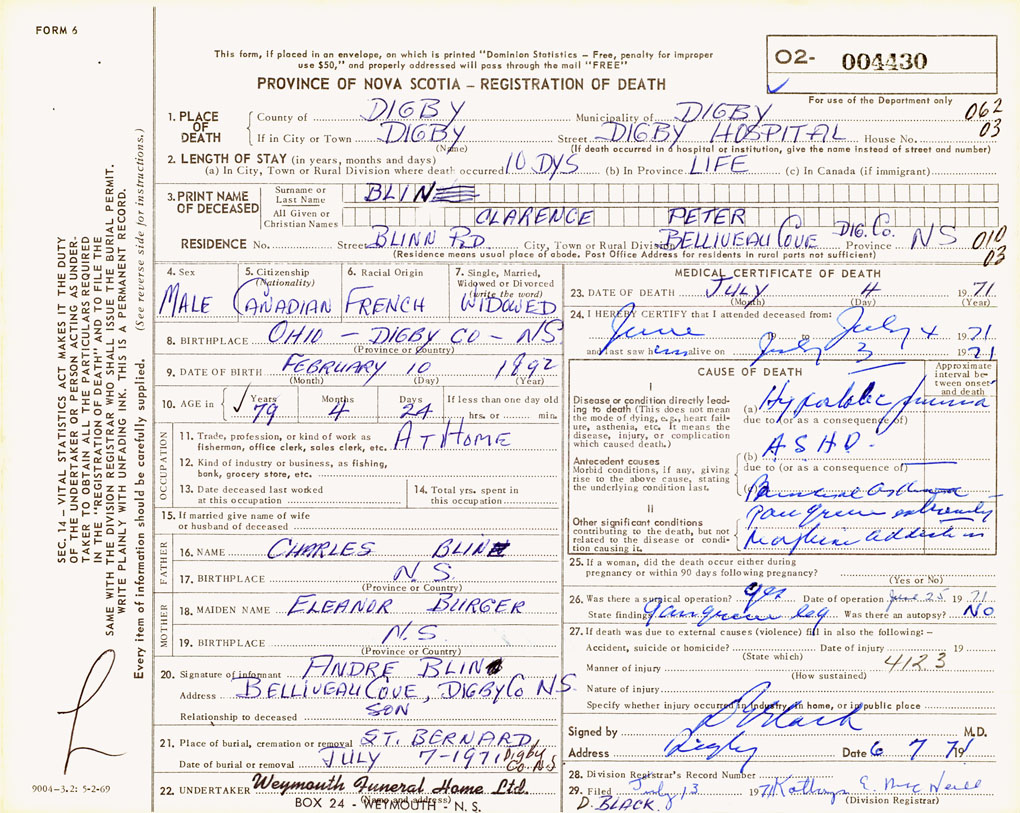 FORM 6
This form, if placed in an envelope, on which is printed "Dominion Statistics – Free, penalty for improper
use $50," and properly addressed will pass through the mail "FREE"
PROVINCE OF NOVA SCOTIA – REGISTRATION OF DEATH
02- 004430
For use of the Department only
062
03
1. PLACE OF DEATH
County of DIGBY Municipality of DIGBY
If in City or Town DIGBY Street DIGBY HOSPITAL House No.
(Name) (If death occurred in a hospital or institution, give the name instead of street and number)
2. LENGTH OF STAY (in years, months and days)
(a) In City, Town or Rural Division where death occurred 10 DYS (b) In Province LIFE (c) In Canada (if immigrant)
3. PRINT NAME OF DECEASED
Surname or Last Name BLIN
All Given or Christian Names CLARENCE PETER
RESIDENCE No. Street BLINN RD. City, Town or Rural Division BELLIVEAU COVE DIG. CO. Province NS 010
03
(Residence means usual place of abode. Post Office Address for residents in rural parts not sufficient)
4. Sex
MALE
5. Citizenship
(Nationality)
CANADIAN
6. Racial Origin
FRENCH
7. Single, Married,
Widowed or Divorced
(write the word)
WIDOWED
8. BIRTHPLACE OHIO – DIGBY CO – NS
(Province or Country)
9. DATE OF BIRTH FEBRUARY 10 1892
(Month) (Day) (Year)
10. AGE in Years Months Days If less than one day old
✓ 79 4 24 hrs. or min.
OCCUPATION
11. Trade, profession, or kind of work as
fisherman, office clerk, sales clerk, etc. AT HOME
12. Kind of industry or business, as fishing,
bank, grocery store, etc.
13. Date deceased last worked
at this occupation
14. Total yrs. spent in
this occupation
15. If married give name of wife
or husband of deceased
FATHER
16. NAME CHARLES BLIN
17. BIRTHPLACE N.S.
(Province or Country)
MOTHER
18. MAIDEN NAME ELEANOR BURGER
19. BIRTHPLACE N.S.
(Province or Country)
20. Signature of informant ANDRE BLIN
Address BELLIVEAU COVE, DIGBY CO NS.
Relationship to deceased SON
21. Place of burial, cremation or removal ST. BERNARD
Date of burial or removal JULY 7-1971 Digby Co. N.S
22. UNDERTAKER Weymouth Funeral Home Ltd.
(Name and address)
BOX 24 - WEYMOUTH - N. S.
MEDICAL CERTIFICATE OF DEATH
23. DATE OF DEATH JULY 4 1971
(Month) (Day) (Year)
24. I HEREBY CERTIFY that I attended deceased from:
June 19 to July 4 1971
and last saw him alive on July 3 1971
CAUSE OF DEATH
Approximate
interval be-
tween onset
and death
I
Disease or condition directly lead-
ing to death (This does not mean
the mode of dying, e.g., heart fail-
ure, asthenia, etc. It means the
disease, injury, or complication
which caused death.)
(a)
due to (or as a consequence of)
(b) ASHD.
due to (or as a consequence of)
Antecedent causes
Morbid conditions, if any, giving
rise to the above cause, stating
the underlying condition last.
(c)
II
Other significant conditions
contributing to the death, but not
related to the disease or condi-
tion causing it.
morphine addiction
25. If a woman, did the death occur either during
pregnancy or within 90 days following pregnancy?
(Yes or No)
26. Was there a surgical operation? Yes Date of operation June 25 1971
State findings Gangrene leg Was there an autopsy? NO
27. If death was due to external causes (violence) fill in also the following: –
Accident, suicide or homicide? Date of injury 19
(State which)
Manner of injury 4123
(How sustained)
Nature of injury
Specify whether injury occurred in industry, in home, or in public place
Signed by D Black M.D.
Address Digby Date 6 7 1971
28. Division Registrar's Record Number
29. Filed July 13 1971 Kathryn E. McNeill
(Division Registrar)
D. BLACK.
SEC. 14 – VITAL STATISTICS ACT MAKES IT THE DUTY
OF THE UNDERTAKER OR PERSON ACTING AS UNDER-
TAKER TO OBTAIN ALL THE PARTICULARS REQUIRED
IN THE "REGISTRATION OF DEATH" AND TO FILE THE
SAME WITH THE DIVISION REGISTRAR WHO SHALL ISSUE THE BURIAL PERMIT.
WRITE PLAINLY WITH UNFADING INK. THIS IS A PERMANENT RECORD.
Every item of information should be carefully supplied. (See reverse side for instructions.)
9004-3.2: 5-2-69